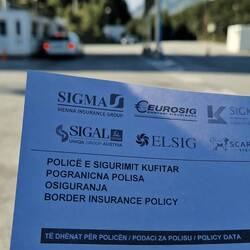 SIGMA
VIENNA INSURANCE GROUP
EUROSIG
SIGAL
UNIQA GROUP AUSTRIA
ELSIG
POLICË E SIGURIMIT KUFITAR
POGRANICNA POLISA
OSIGURANJA
BORDER INSURANCE POLICY
TË DHËNAT PËR POLICËN / PODACI ZA POLISU / POLICY DATA